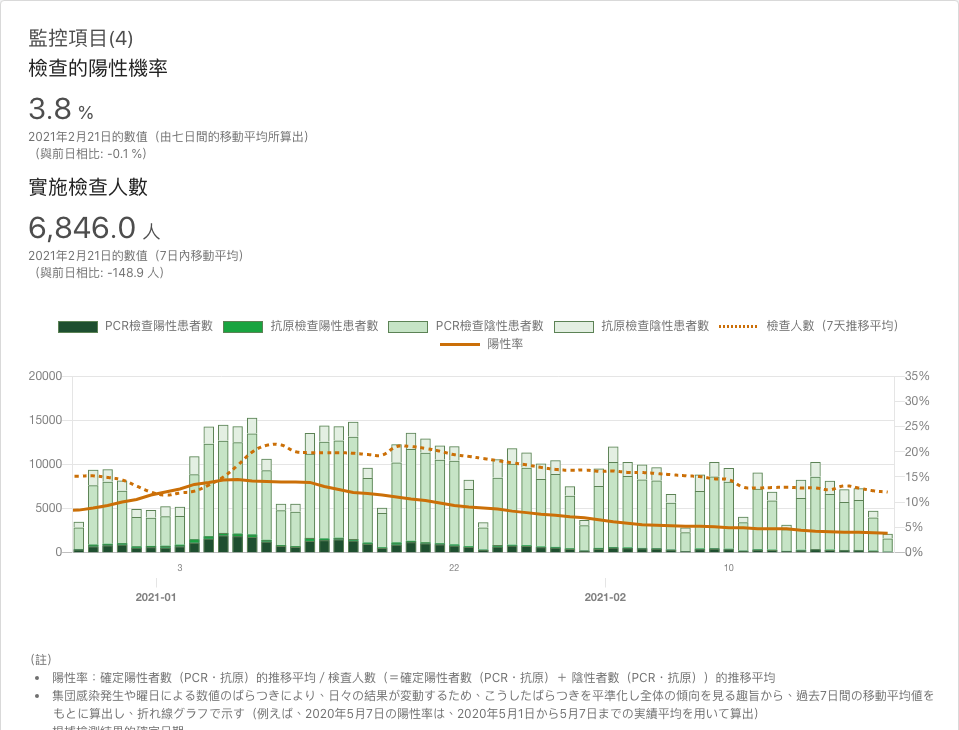 監控項目(4)
檢查的陽性機率
3.8 %
2021年2月21日的數值（由七日間的移動平均所算出）
（與前日相比: -0.1 %）
實施檢查人數
6,846.0 人
2021年2月21日的數值（7日內移動平均）
（與前日相比: -148.9 人）
PCR檢查陽性患者數 抗原檢查陽性患者數 PCR檢查陰性患者數 抗原檢查陰性患者數 檢查人數（7天推移平均）
陽性率
20000 35%
30%
15000 25%
20%
10000 15%
10%
5000 5%
0 0%
3 22 10
2021-01 2021-02
（註）
• 陽性率：確定陽性者數（PCR・抗原）的推移平均 / 検査人數（＝確定陽性者數（PCR・抗原）＋ 陰性者數（PCR・抗原））的推移平均
• 集団感染発生や曜日による数値のばらつきにより、日々の結果が変動するため、こうしたばらつきを平準化し全体の傾向を見る趣旨から、過去7日間の移動平均値を
もとに算出し、折れ線グラフで示す（例えば、2020年5月7日の陽性率は、2020年5月1日から5月7日までの実績平均を用いて算出）